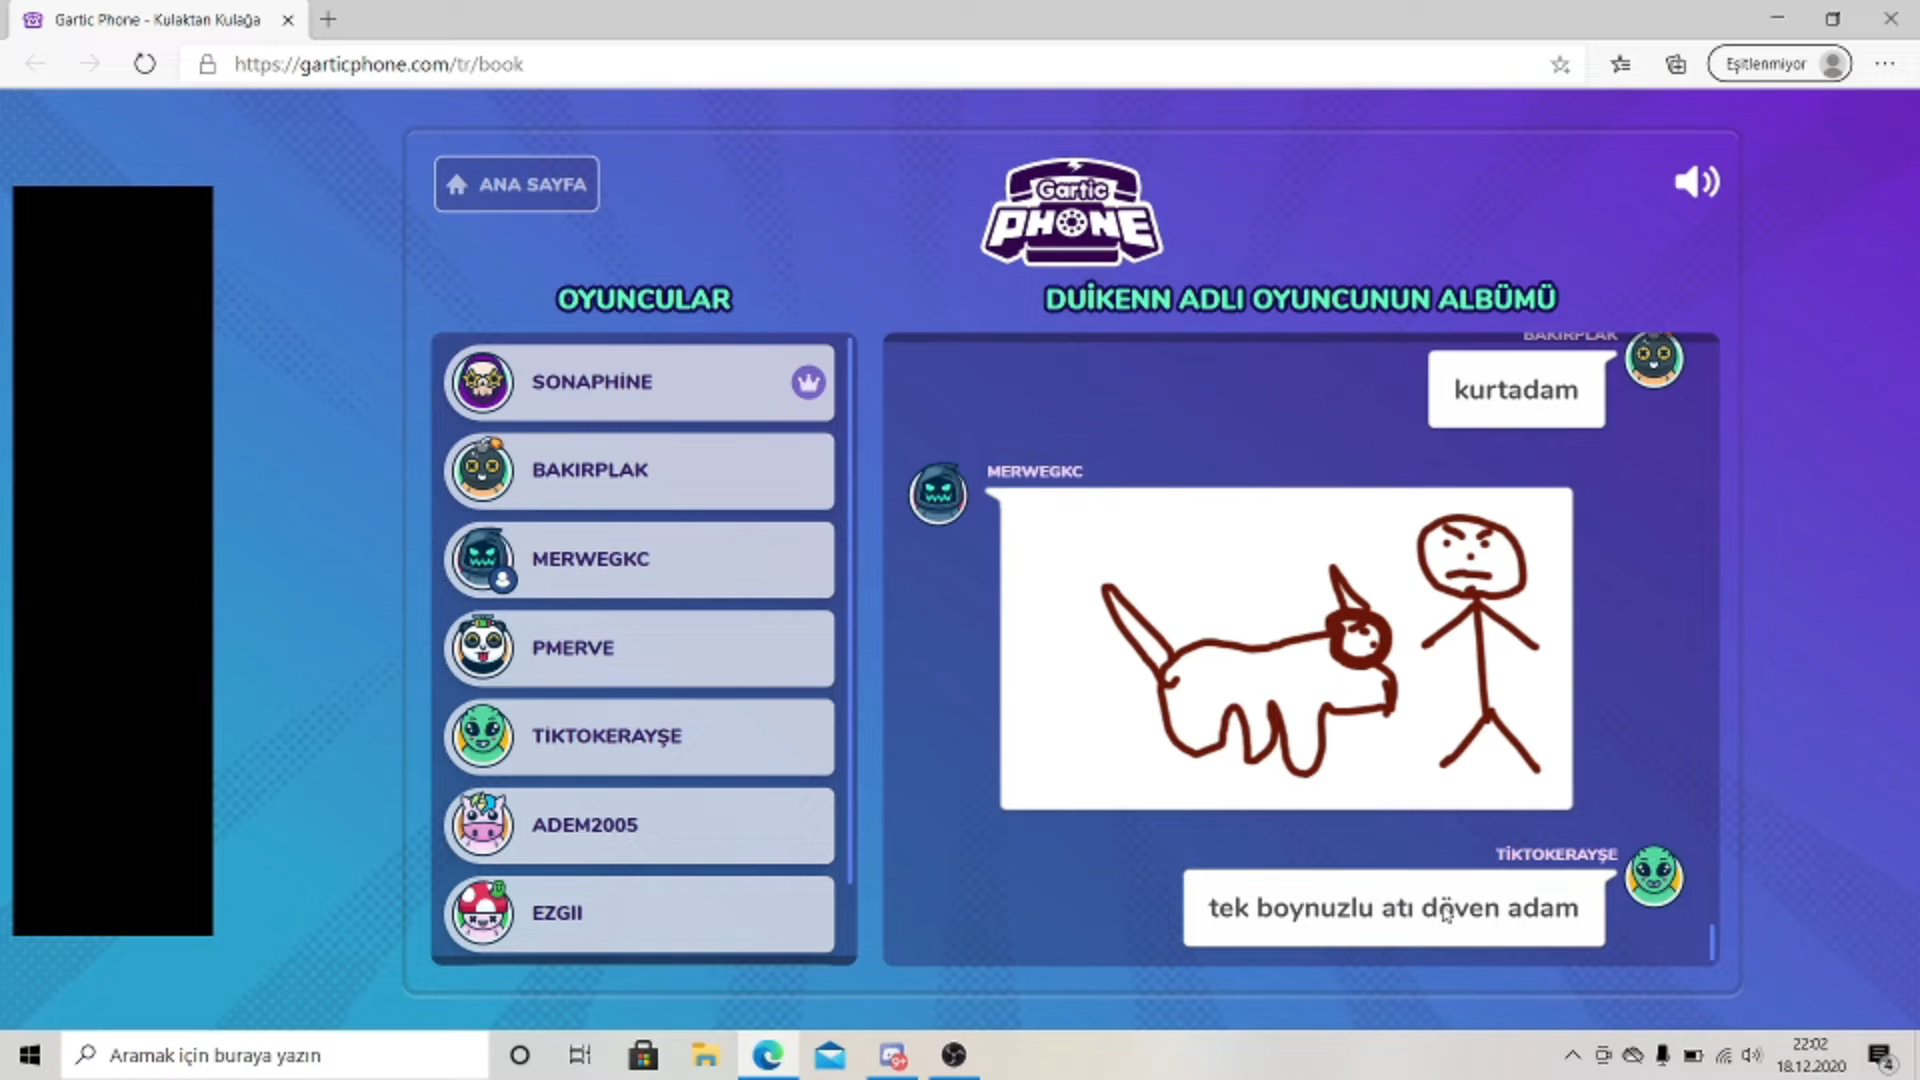 Gartic Phone - Kulaktan Kulağa
https://garticphone.com/tr/book
Eşitlenmiyor
ANA SAYFA
Gartic
PHONE
OYUNCULAR
DUİKENN ADLI OYUNCUNUN ALBÜMÜ
SONAPHİNE
BAKIRPLAK
MERWEGKC
PMERVE
TİKTOKERAYŞE
ADEM2005
EZGII
BAKIRPLAK
kurtadam
MERWEGKC
TİKTOKERAYŞE
tek boynuzlu atı döven adam
Aramak için buraya yazın
22:02
18.12.2020
4